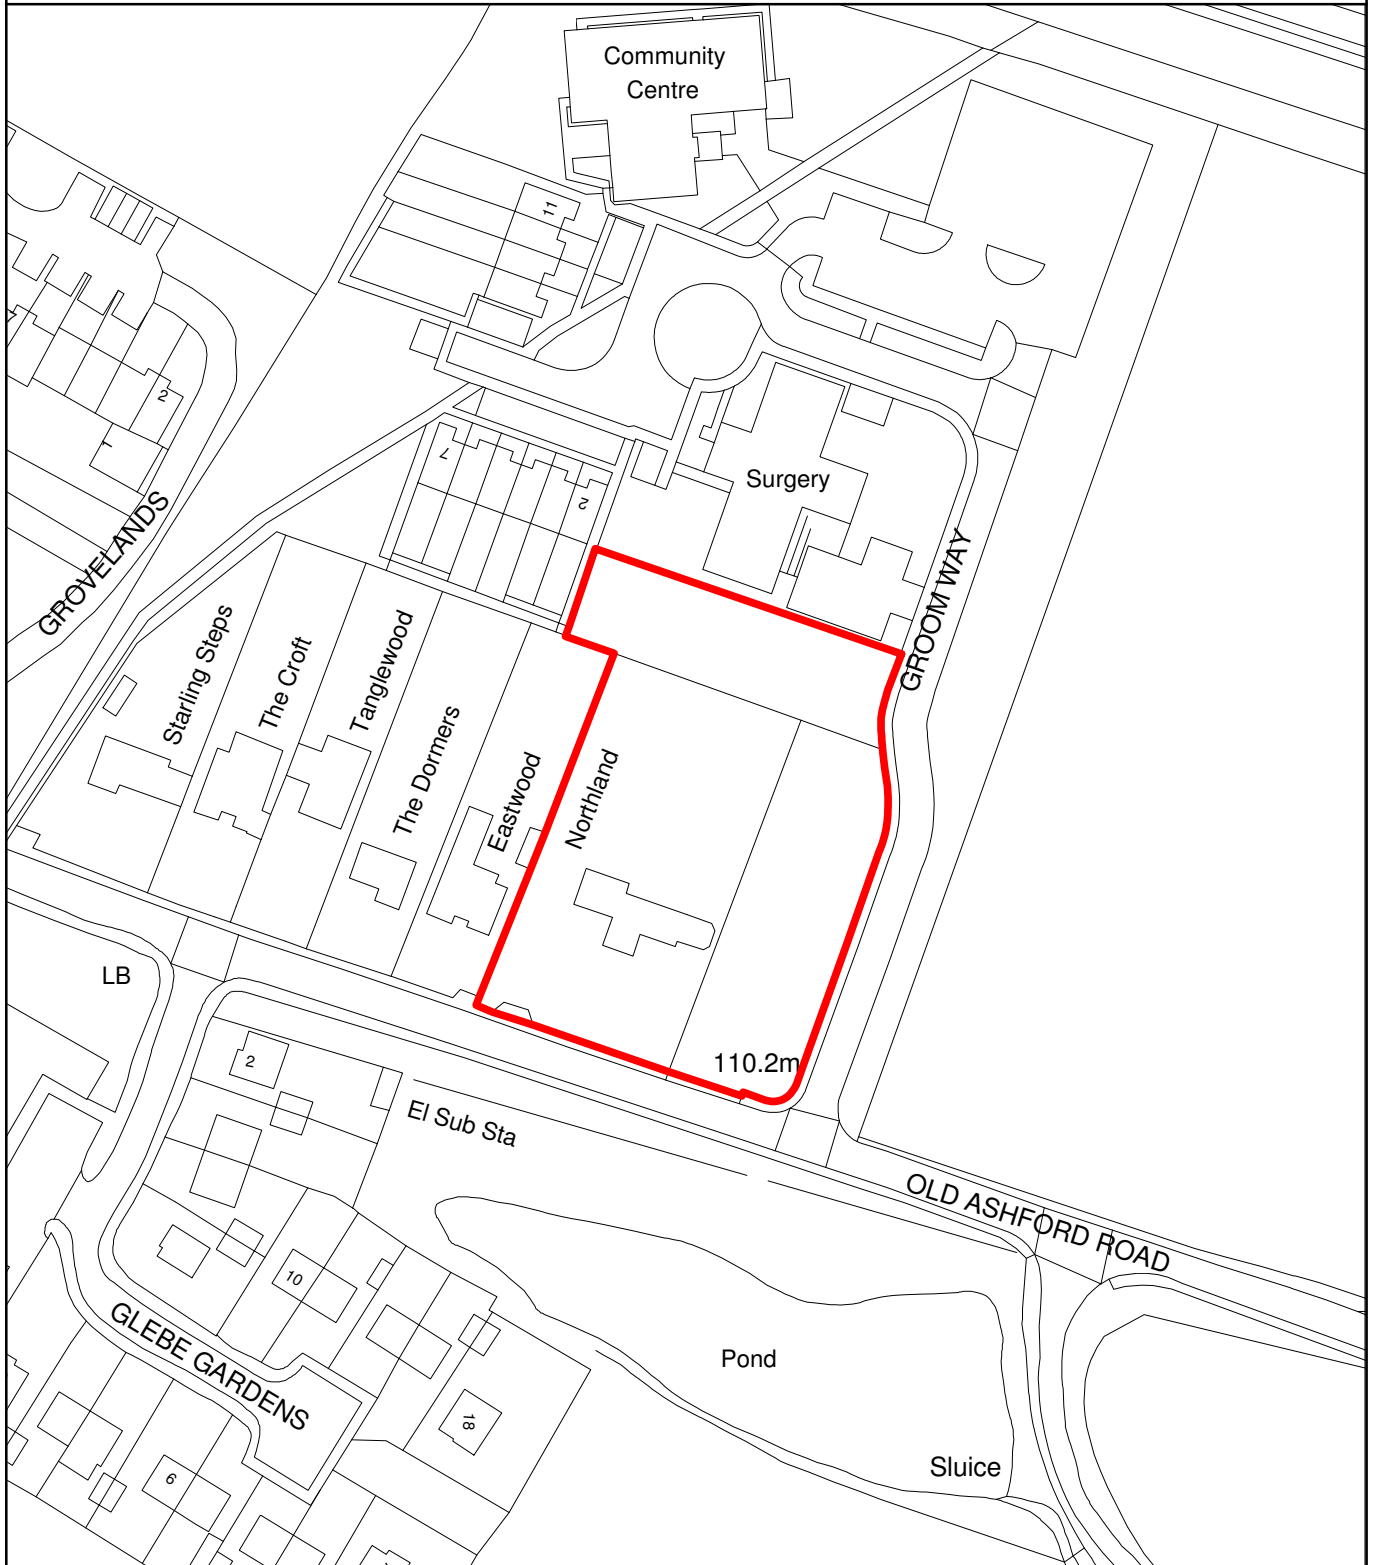 Community
Centre
11
2
1
7
2
Surgery
GROVELANDS
GROOM WAY
Starling Steps
The Croft
Tanglewood
The Dormers
Eastwood
Northland
LB
110.2m
2
El Sub Sta
OLD ASHFORD ROAD
10
GLEBE GARDENS
Pond
18
Sluice
6